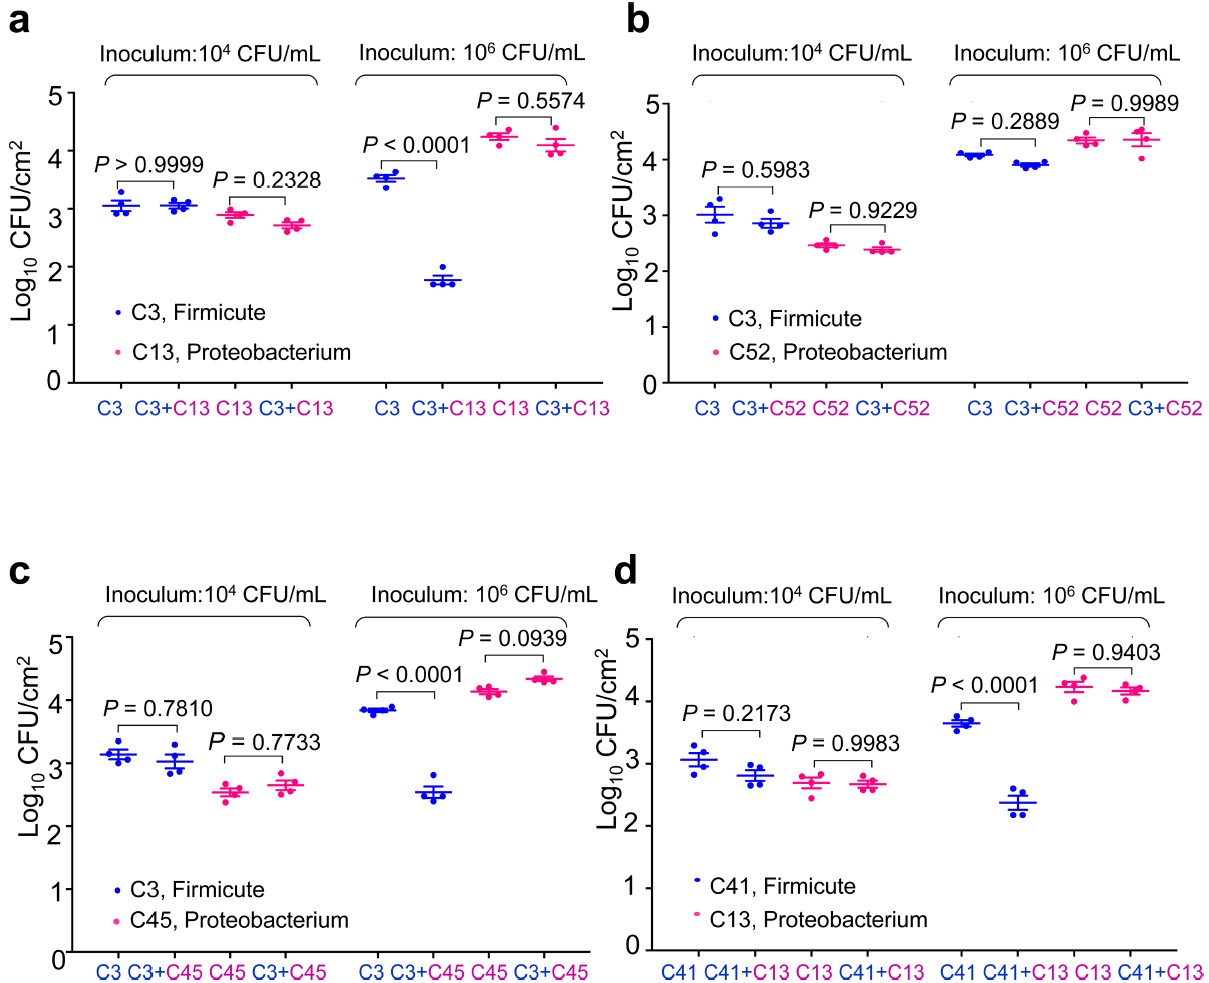 a
Inoculum:10⁴ CFU/mL
Inoculum: 10⁶ CFU/mL
Log₁₀ CFU/cm²
5
4
3
2
1
0
P > 0.9999
P = 0.2328
P < 0.0001
P = 0.5574
C3, Firmicute
C13, Proteobacterium
C3 C3+C13 C13 C3+C13 C3 C3+C13 C13 C3+C13
b
Inoculum:10⁴ CFU/mL
Inoculum: 10⁶ CFU/mL
Log₁₀ CFU/cm²
5
4
3
2
1
0
P = 0.5983
P = 0.9229
P = 0.2889
P = 0.9989
C3, Firmicute
C52, Proteobacterium
C3 C3+C52 C52 C3+C52 C3 C3+C52 C52 C3+C52
c
Inoculum:10⁴ CFU/mL
Inoculum: 10⁶ CFU/mL
Log₁₀ CFU/cm²
5
4
3
2
1
0
P = 0.7810
P = 0.7733
P < 0.0001
P = 0.0939
C3, Firmicute
C45, Proteobacterium
C3 C3+C45 C45 C3+C45 C3 C3+C45 C45 C3+C45
d
Inoculum:10⁴ CFU/mL
Inoculum: 10⁶ CFU/mL
Log₁₀ CFU/cm²
5
4
3
2
1
0
P = 0.2173
P = 0.9983
P < 0.0001
P = 0.9403
C41, Firmicute
C13, Proteobacterium
C41 C41+C13 C13 C41+C13 C41 C41+C13 C13 C41+C13